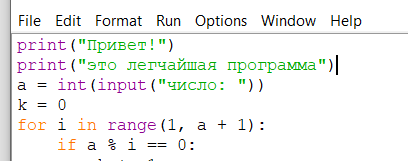 File Edit Format Run Options Window Help
print("Привет!")
print("это легчайшая программа")
a = int(input("число: "))
k = 0
for i in range(1, a + 1):
    if a % i == 0: